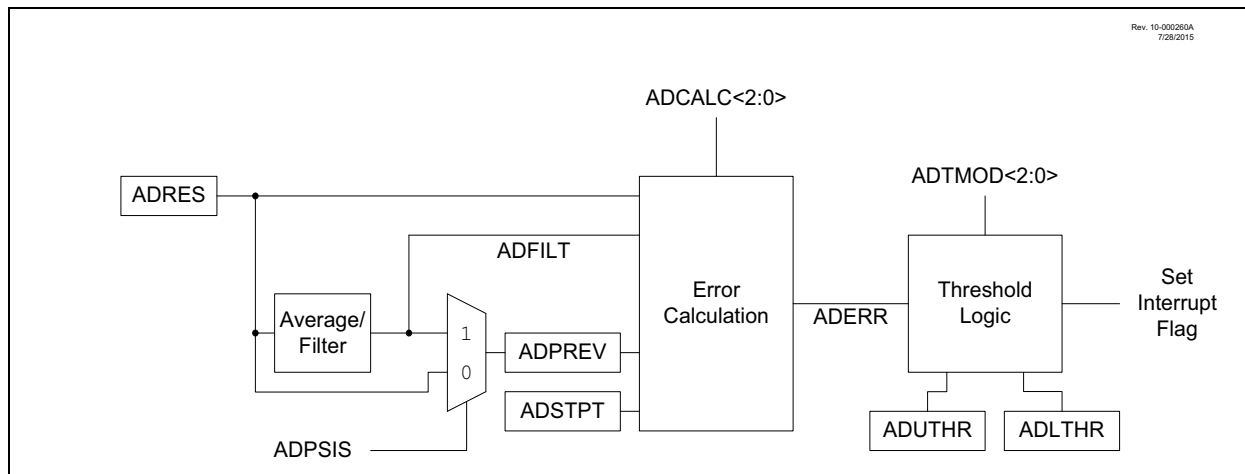 Rev. 10-000260A
7/28/2015
ADCALC<2:0>
ADTMOD<2:0>
ADRES
ADFILT
Error
Calculation
Threshold
Logic
Set
Interrupt
Flag
Average/
Filter
1
0
ADPREV
ADERR
ADSTPT
ADUTHR
ADLTHR
ADPSIS